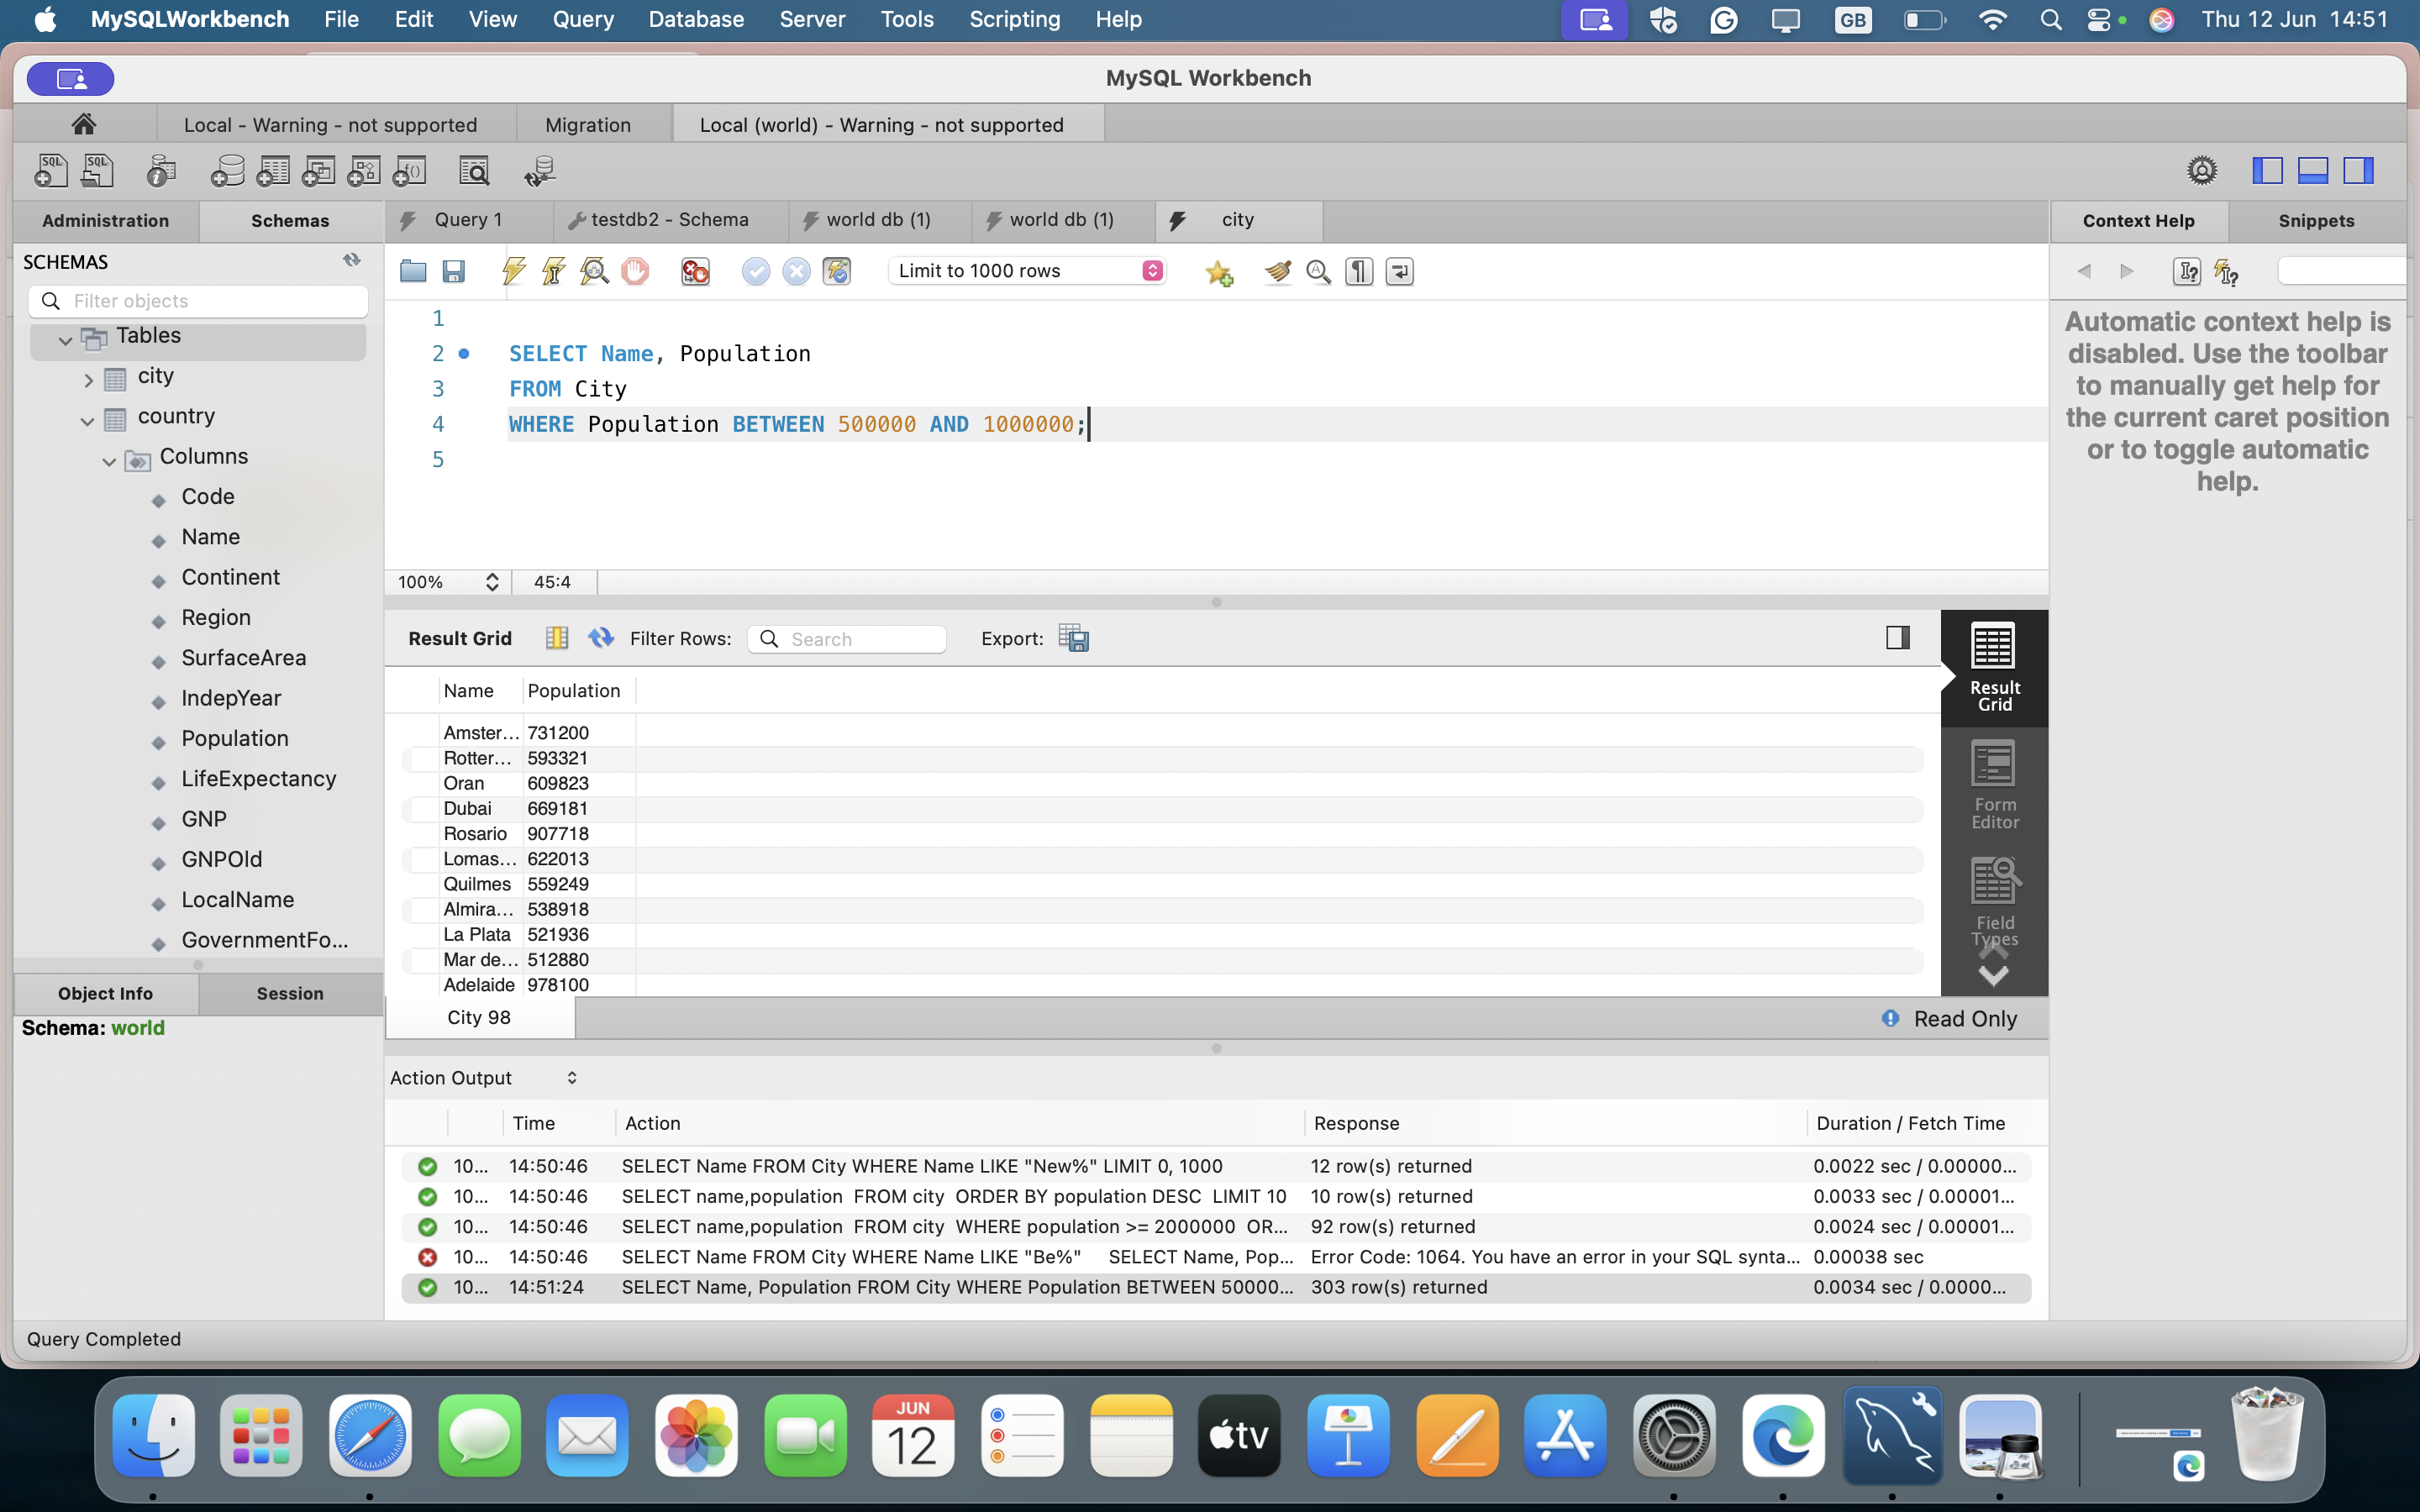 MySQLWorkbench File Edit View Query Database Server Tools Scripting Help GB Thu 12 Jun 14:51
MySQL Workbench
Local - Warning - not supported Migration Local (world) - Warning - not supported
Administration Schemas Query 1 testdb2 - Schema world db (1) world db (1) city Context Help Snippets
SCHEMAS
Filter objects
Limit to 1000 rows
Tables
city
country
Columns
Code
Name
Continent
Region
SurfaceArea
IndepYear
Population
LifeExpectancy
GNP
GNPOld
LocalName
GovernmentFo...
Object Info Session
Schema: world
1
2 SELECT Name, Population
3 FROM City
4 WHERE Population BETWEEN 500000 AND 1000000;
5
100% 45:4
Automatic context help is
disabled. Use the toolbar
to manually get help for
the current caret position
or to toggle automatic
help.
Result Grid Filter Rows: Search Export:
Name Population
Amster... 731200
Rotter... 593321
Oran 609823
Dubai 669181
Rosario 907718
Lomas... 622013
Quilmes 559249
Almira... 538918
La Plata 521936
Mar de... 512880
Adelaide 978100
Result
Grid
Form
Editor
Field
Types
City 98 Read Only
Action Output
Time Action Response Duration / Fetch Time
10... 14:50:46 SELECT Name FROM City WHERE Name LIKE "New%" LIMIT 0, 1000 12 row(s) returned 0.0022 sec / 0.00000...
10... 14:50:46 SELECT name,population FROM city ORDER BY population DESC LIMIT 10 10 row(s) returned 0.0033 sec / 0.00001...
10... 14:50:46 SELECT name,population FROM city WHERE population >= 2000000 OR... 92 row(s) returned 0.0024 sec / 0.00001...
10... 14:50:46 SELECT Name FROM City WHERE Name LIKE "Be%" SELECT Name, Pop... Error Code: 1064. You have an error in your SQL synta... 0.00038 sec
10... 14:51:24 SELECT Name, Population FROM City WHERE Population BETWEEN 50000... 303 row(s) returned 0.0034 sec / 0.0000...
Query Completed
JUN
12
tv